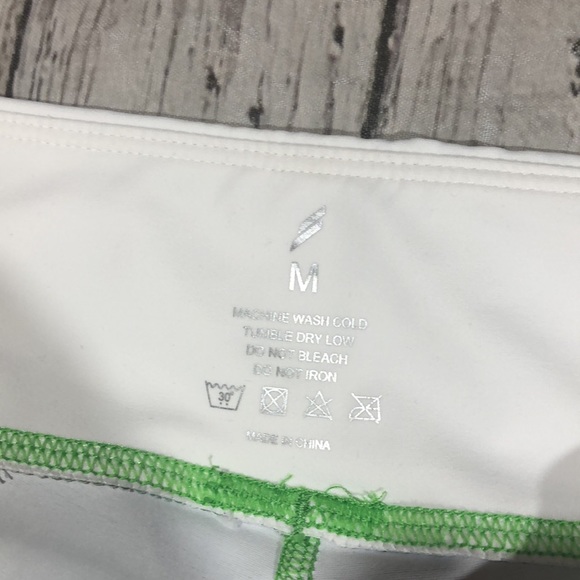 M
MACHINE WASH COLD
TUMBLE DRY LOW
DO NOT BLEACH
DO NOT IRON
30°
MADE IN CHINA